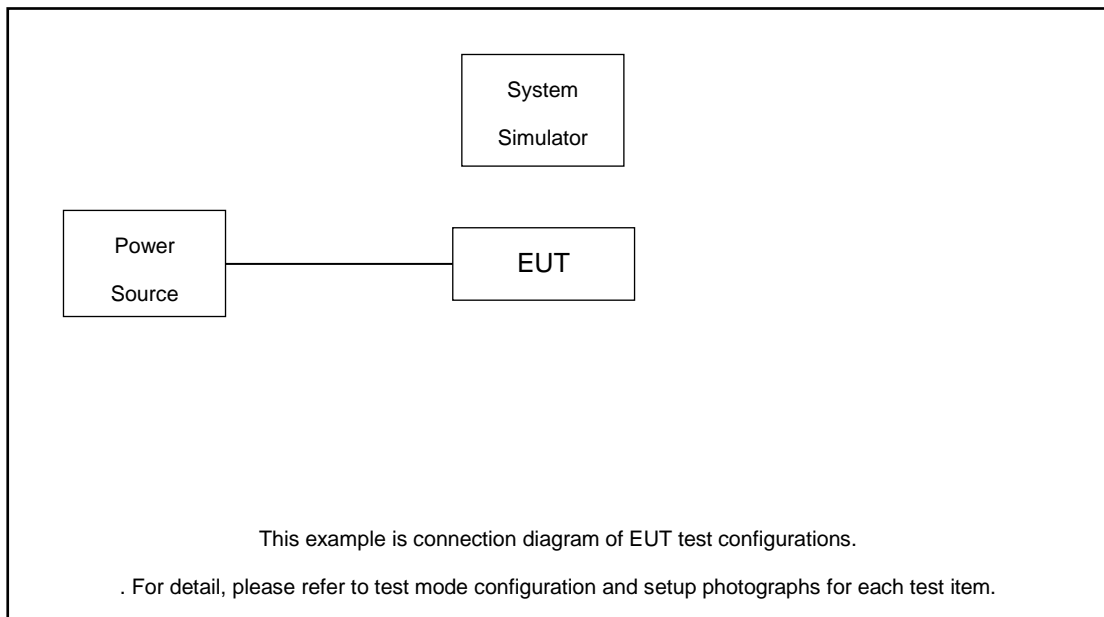 System
Simulator
Power
Source
EUT
This example is connection diagram of EUT test configurations.
. For detail, please refer to test mode configuration and setup photographs for each test item.